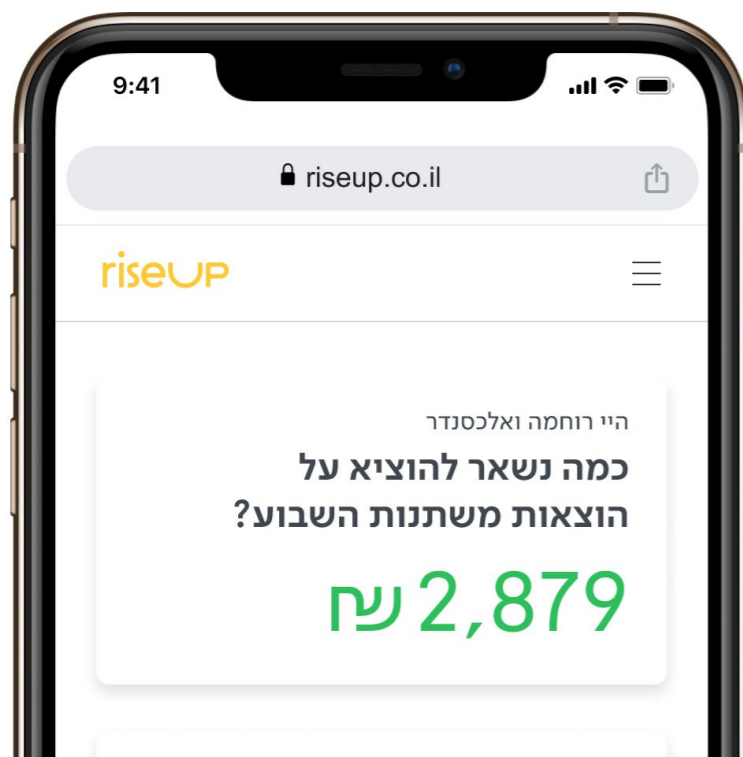 9:41
riseup.co.il
riseup
היי רוחמה ואלכסנדר
כמה נשאר להוציא על
הוצאות משתנות השבוע?
₪2,879